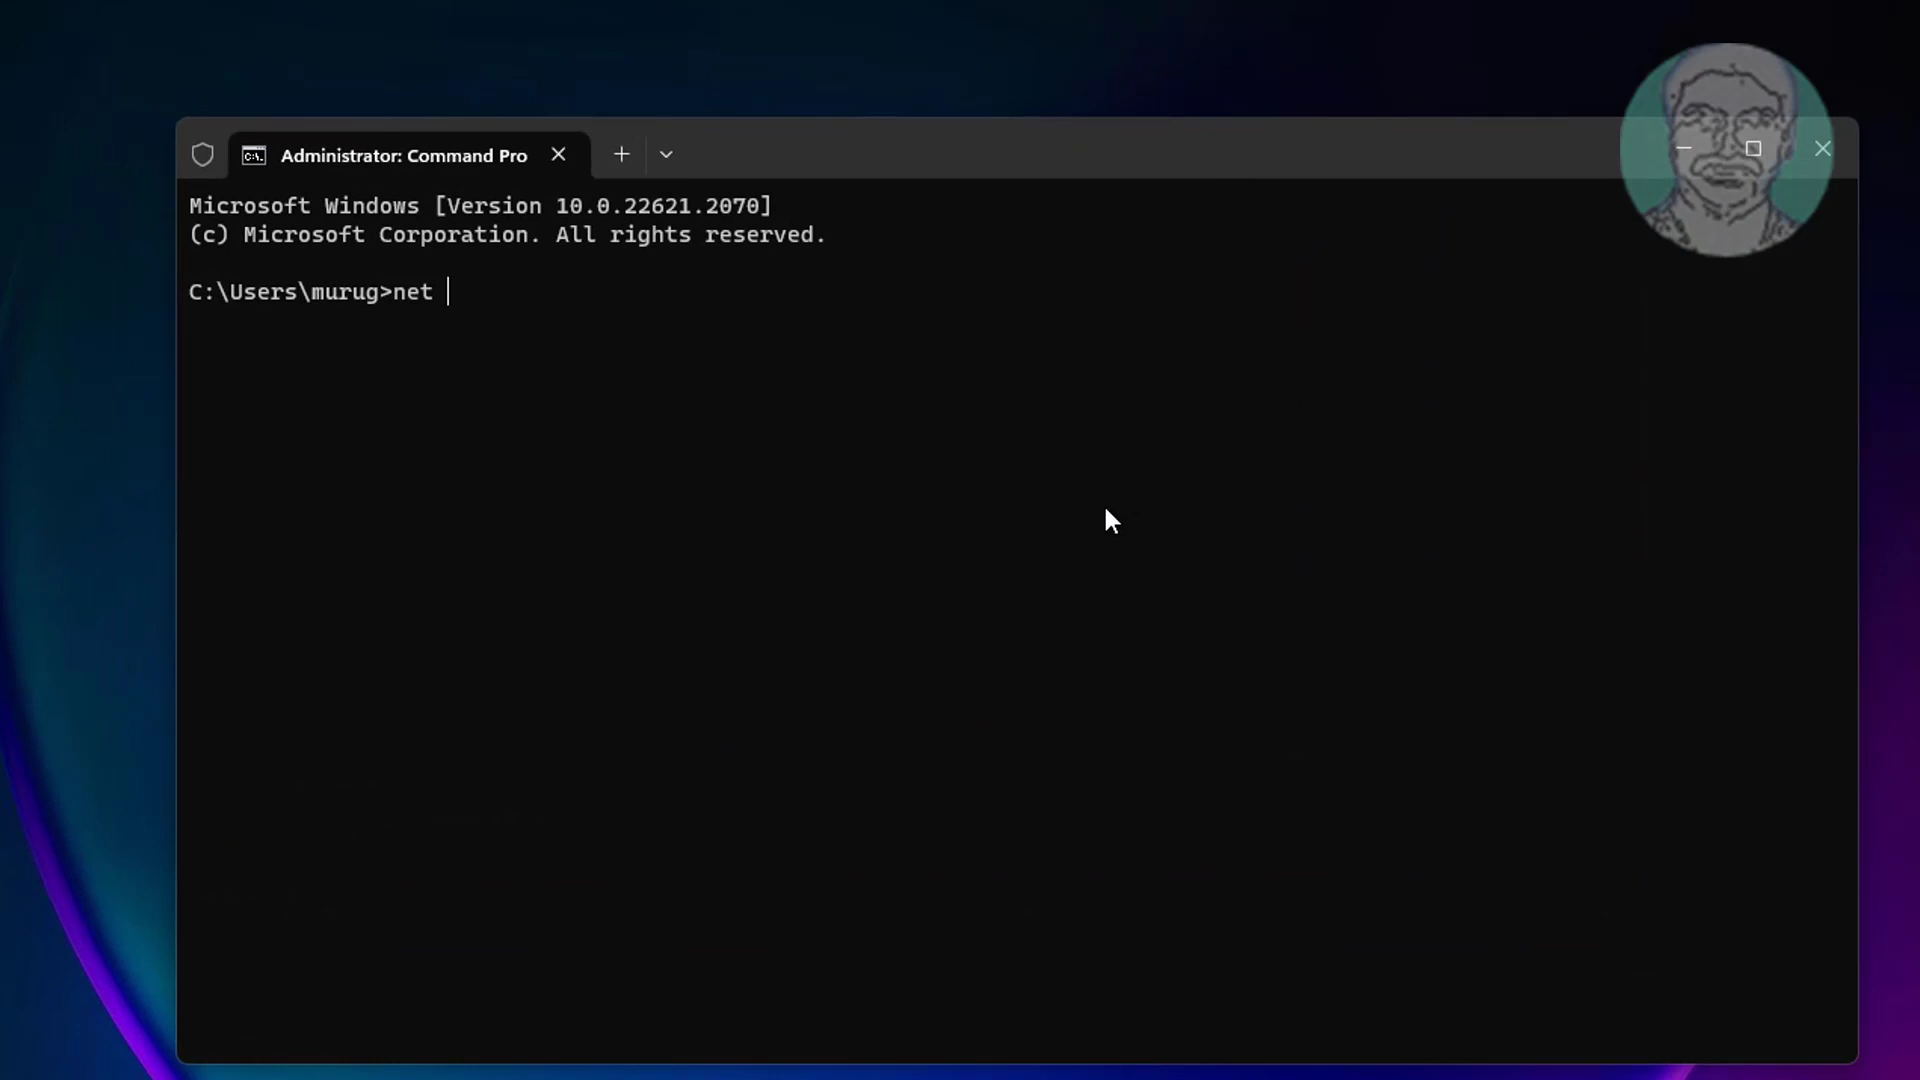 Administrator: Command Pro
Microsoft Windows [Version 10.0.22621.2070]
(c) Microsoft Corporation. All rights reserved.
C:\Users\murug>net